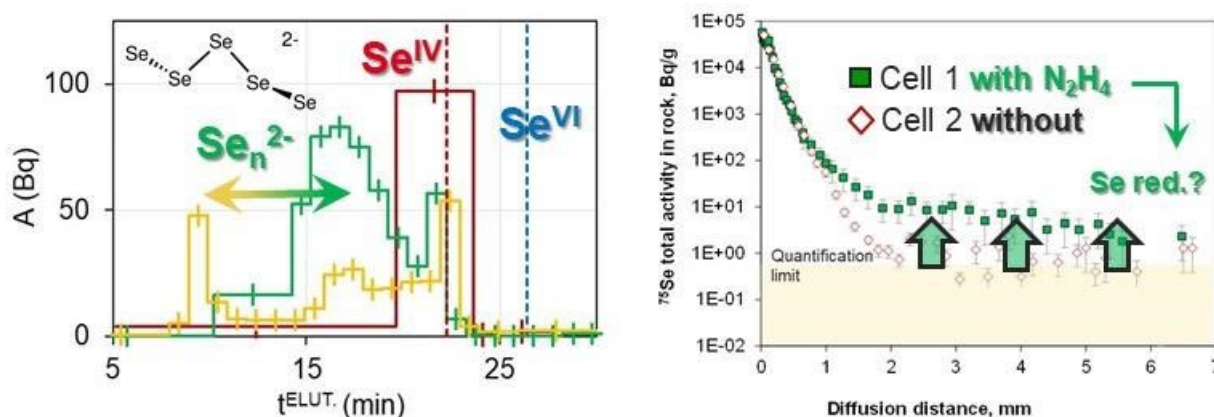 100
50
0
A (Bq)
5
15
25
t^ELUT. (min)
Se
Se
Se
Se
Se
2-
Se_n^2-
Se^IV
Se^VI
1E+05
1E+04
1E+03
1E+02
1E+01
1E+00
1E-01
1E-02
⁷⁵Se total activity in rock, Bq/g
Cell 1 with N₂H₄
Cell 2 without
Se red.?
Quantification
limit
0
1
2
3
4
5
6
7
Diffusion distance, mm